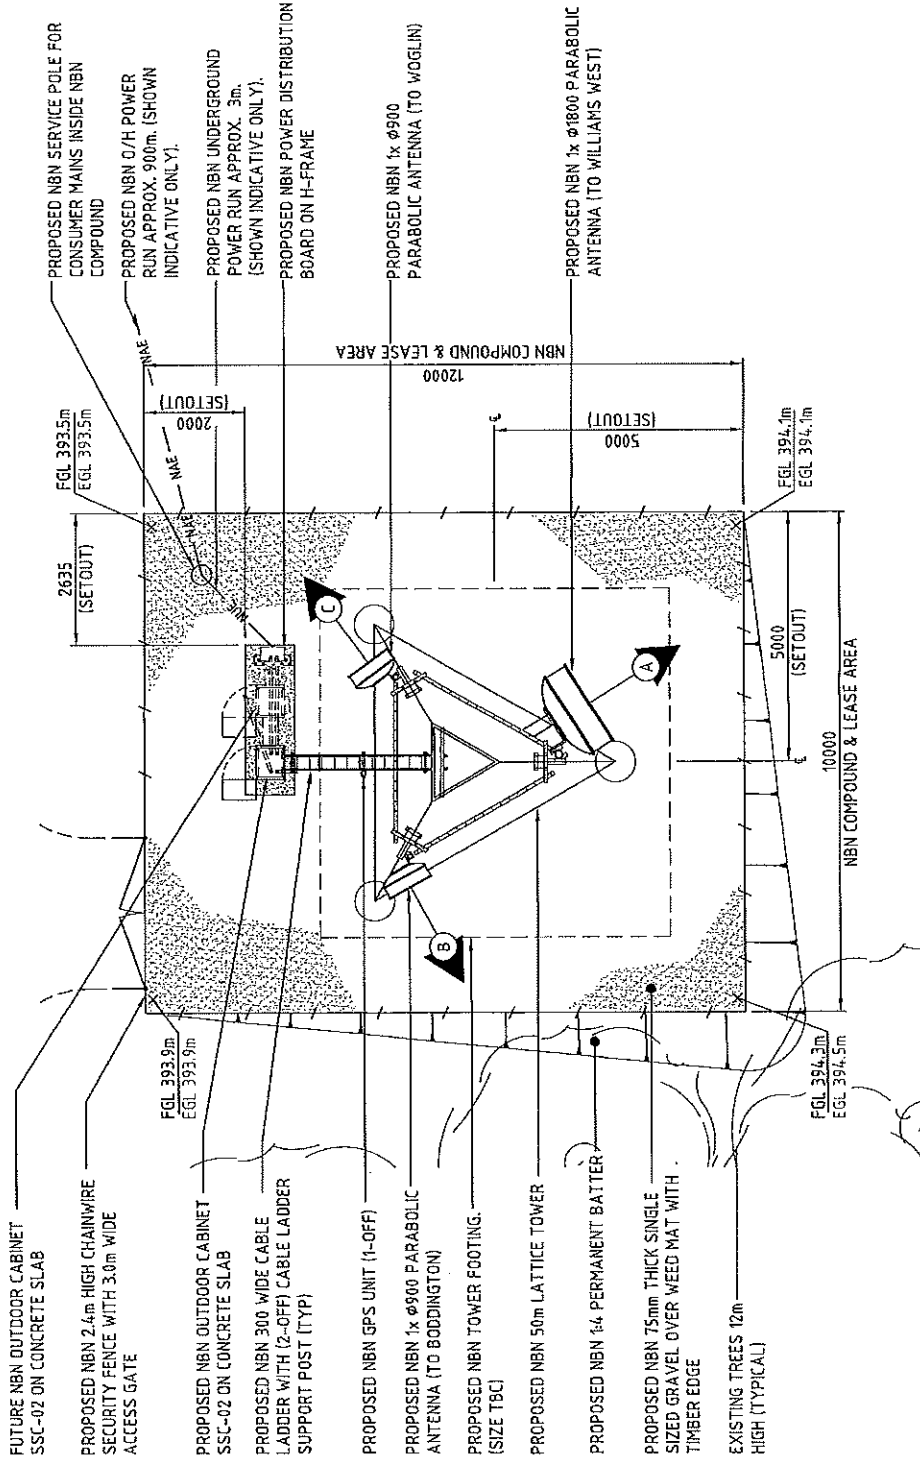 FUTURE NBN OUTDOOR CABINET
SSC-02 ON CONCRETE SLAB
PROPOSED NBN 2.4m HIGH CHAINWIRE
SECURITY FENCE WITH 3.0m WIDE
ACCESS GATE
PROPOSED NBN OUTDOOR CABINET
SSC-02 ON CONCRETE SLAB
PROPOSED NBN 300 WIDE CABLE
LADDER WITH (2-OFF) CABLE LADDER
SUPPORT POST (TYP)
PROPOSED NBN GPS UNIT (1-OFF)
PROPOSED NBN 1x Ø900 PARABOLIC
ANTENNA (TO BODDINGTON)
PROPOSED NBN TOWER FOOTING.
(SIZE TBC)
PROPOSED NBN 50m LATTICE TOWER
PROPOSED NBN 1:4 PERMANENT BATTER
PROPOSED NBN 75mm THICK SINGLE
SIZED GRAVEL OVER WEED MAT WITH
TIMBER EDGE
EXISTING TREES 12m
HIGH (TYPICAL)
FGL 393.9m
EGL 393.9m
FGL 394.3m
EGL 394.5m
B
C
A
NUE
NAE
NAE
NAE
2635
(SETOUT)
FGL 393.5m
EGL 393.5m
2000
(SETOUT)
5000
(SETOUT)
12000
NBN COMPOUND & LEASE AREA
FGL 394.1m
EGL 394.1m
5000
(SETOUT)
10000
NBN COMPOUND & LEASE AREA
℄
℄
PROPOSED NBN SERVICE POLE FOR
CONSUMER MAINS INSIDE NBN
COMPOUND
PROPOSED NBN O/H POWER
RUN APPROX. 900m. (SHOWN
INDICATIVE ONLY).
PROPOSED NBN UNDERGROUND
POWER RUN APPROX. 3m.
(SHOWN INDICATIVE ONLY).
PROPOSED NBN POWER DISTRIBUTION
BOARD ON H-FRAME
PROPOSED NBN 1x Ø900
PARABOLIC ANTENNA (TO WOGLIN)
PROPOSED NBN 1x Ø1800 PARABOLIC
ANTENNA (TO WILLIAMS WEST)